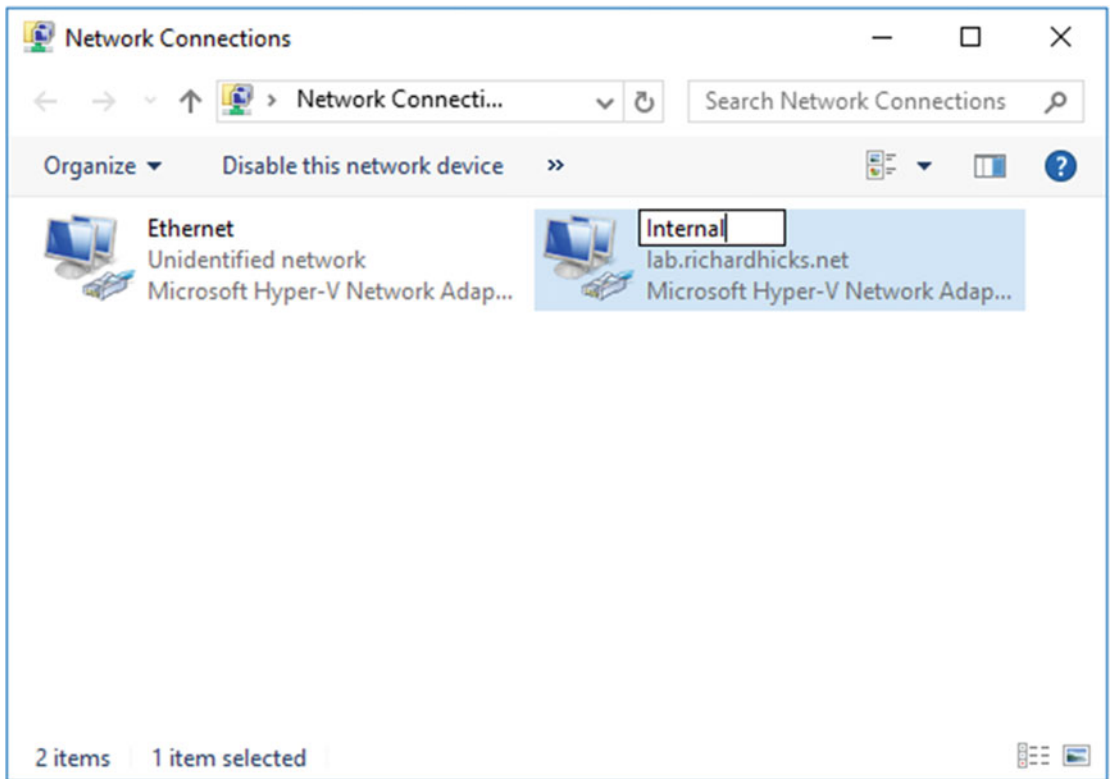 Network Connections
Network Connecti...
Search Network Connections
Organize
Disable this network device
»
Ethernet
Unidentified network
Microsoft Hyper-V Network Adap...
Internal
lab.richardhicks.net
Microsoft Hyper-V Network Adap...
2 items
1 item selected